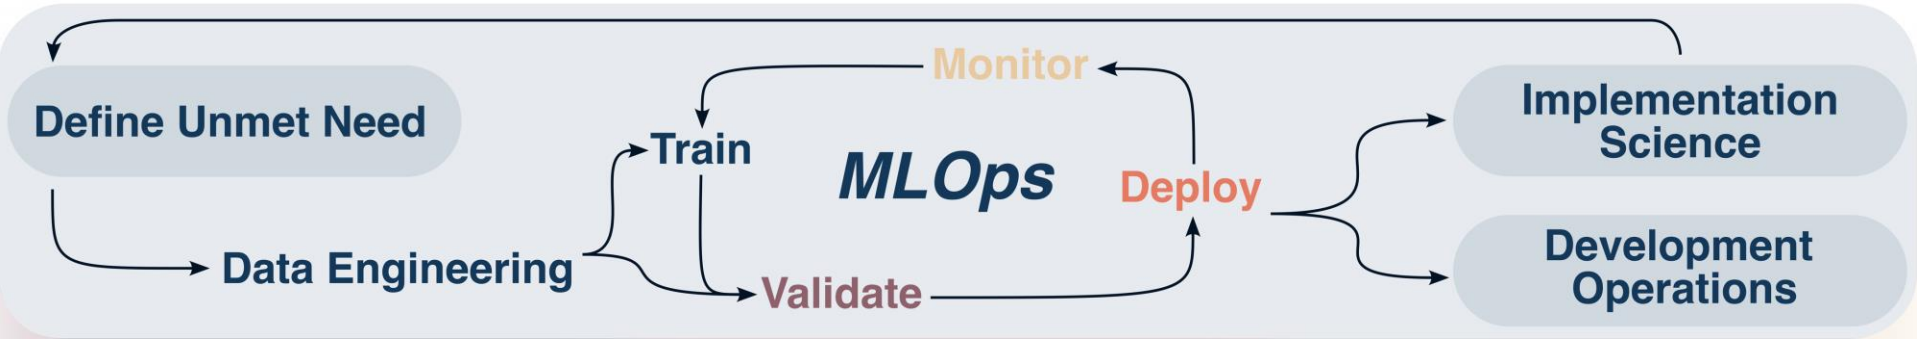 Define Unmet Need
Data Engineering
Monitor
Train
MLOps
Deploy
Validate
Implementation
Science
Development
Operations